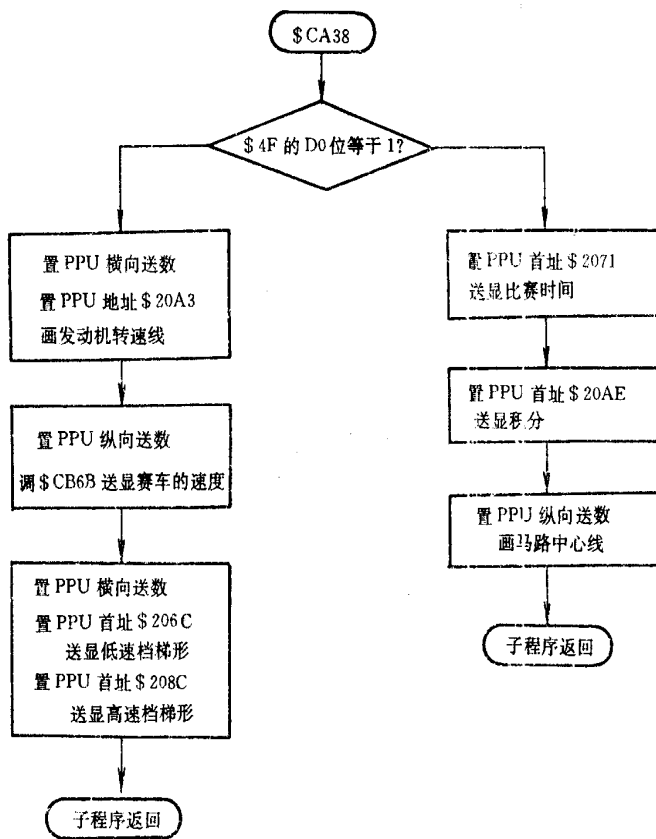 $CA38
$4F 的 D0 位等于 1?
置 PPU 横向送数
置 PPU 地址 $20A3
画发动机转速线
置 PPU 纵向送数
调 $CB6B 送显赛车的速度
置 PPU 横向送数
置 PPU 首址 $206C
送显低速档梯形
置 PPU 首址 $208C
送显高速档梯形
子程序返回
置 PPU 首址 $2071
送显比赛时间
置 PPU 首址 $20AE
送显积分
置 PPU 纵向送数
画马路中心线
子程序返回